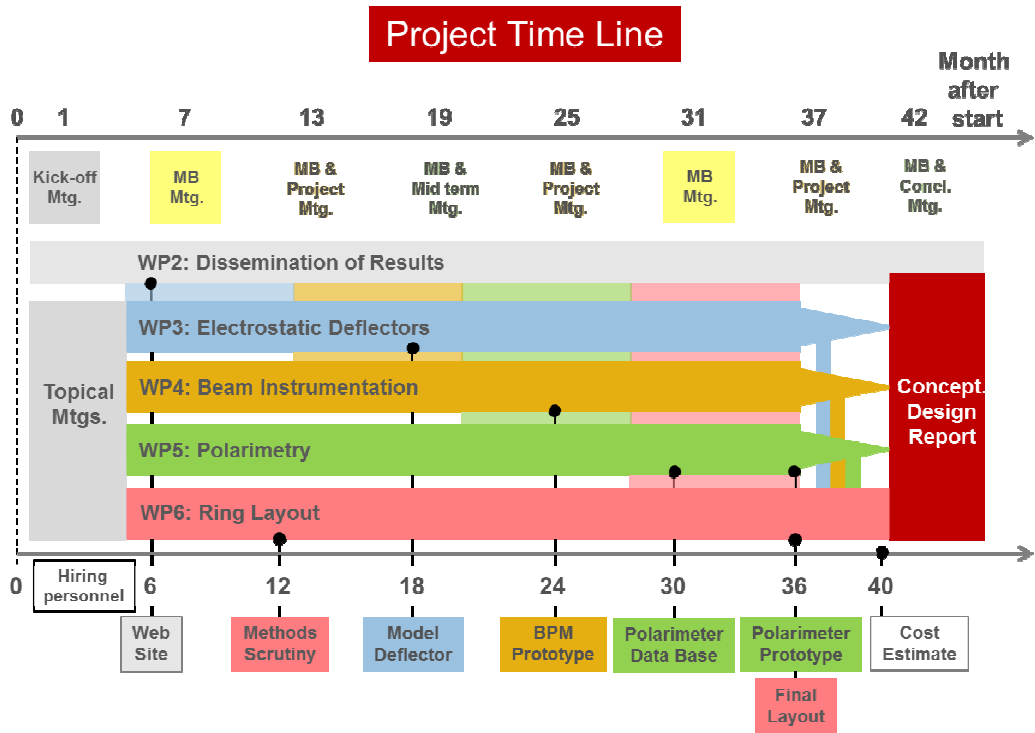 Project Time Line
Month
after
start
0 1 7 13 19 25 31 37 42
Kick-off
Mtg.
MB
Mtg.
MB &
Project
Mtg.
MB &
Mid term
Mtg.
MB &
Project
Mtg.
MB
Mtg.
MB &
Project
Mtg.
MB &
Concl.
Mtg.
WP2: Dissemination of Results
WP3: Electrostatic Deflectors
WP4: Beam Instrumentation
WP5: Polarimetry
WP6: Ring Layout
Topical
Mtgs.
Concept.
Design
Report
0 6 12 18 24 30 36 40
Hiring
personnel
Web
Site
Methods
Scrutiny
Model
Deflector
BPM
Prototype
Polarimeter
Data Base
Polarimeter
Prototype
Cost
Estimate
Final
Layout